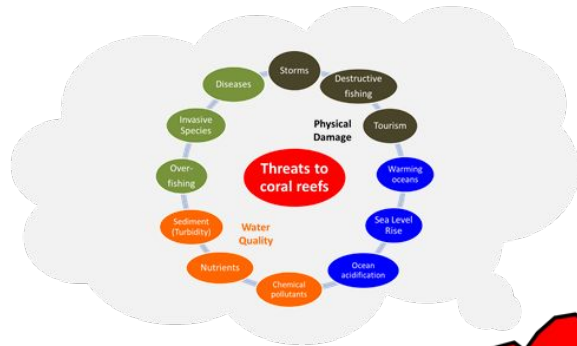 Storms
Destructive
fishing
Diseases
Physical
Damage
Tourism
Invasive
Species
Threats to
coral reefs
Warming
oceans
Over-
fishing
Sea Level
Rise
Sediment
(Turbidity)
Water
Quality
Nutrients
Ocean
acidification
Chemical
pollutants